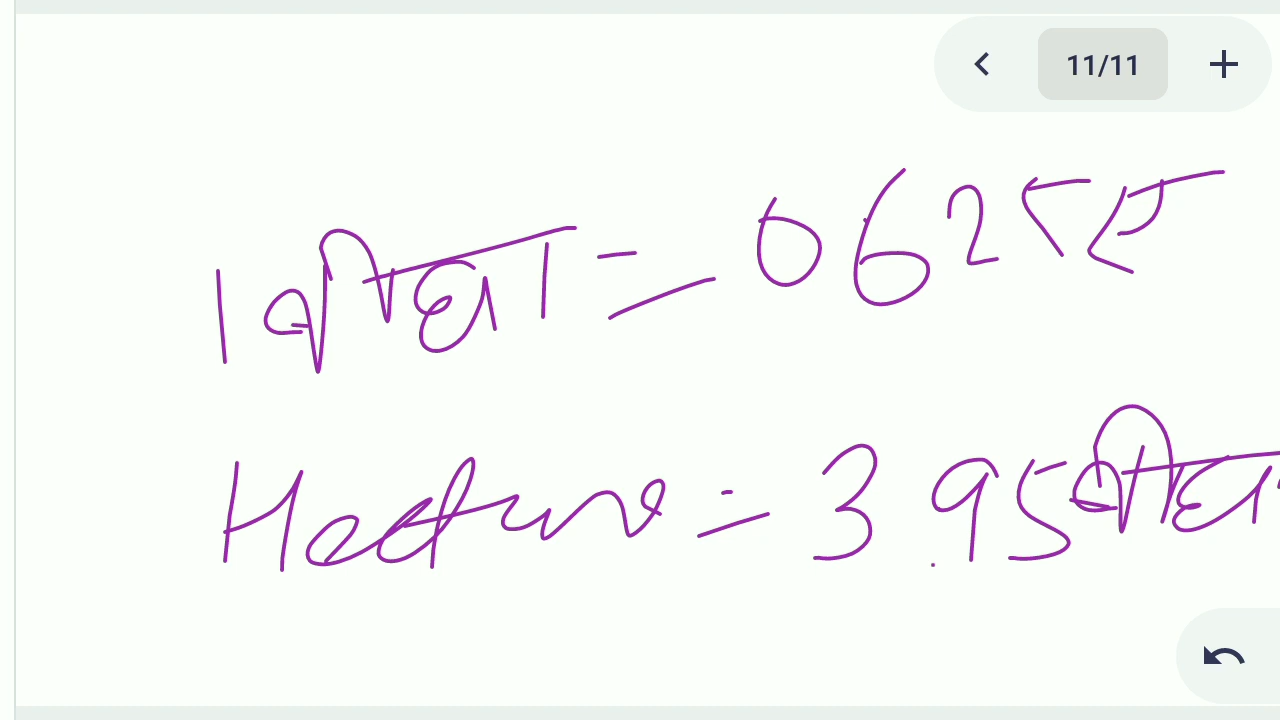 11/11
1 बीघा = 0625 हे
Hectare = 3.95 बीघा